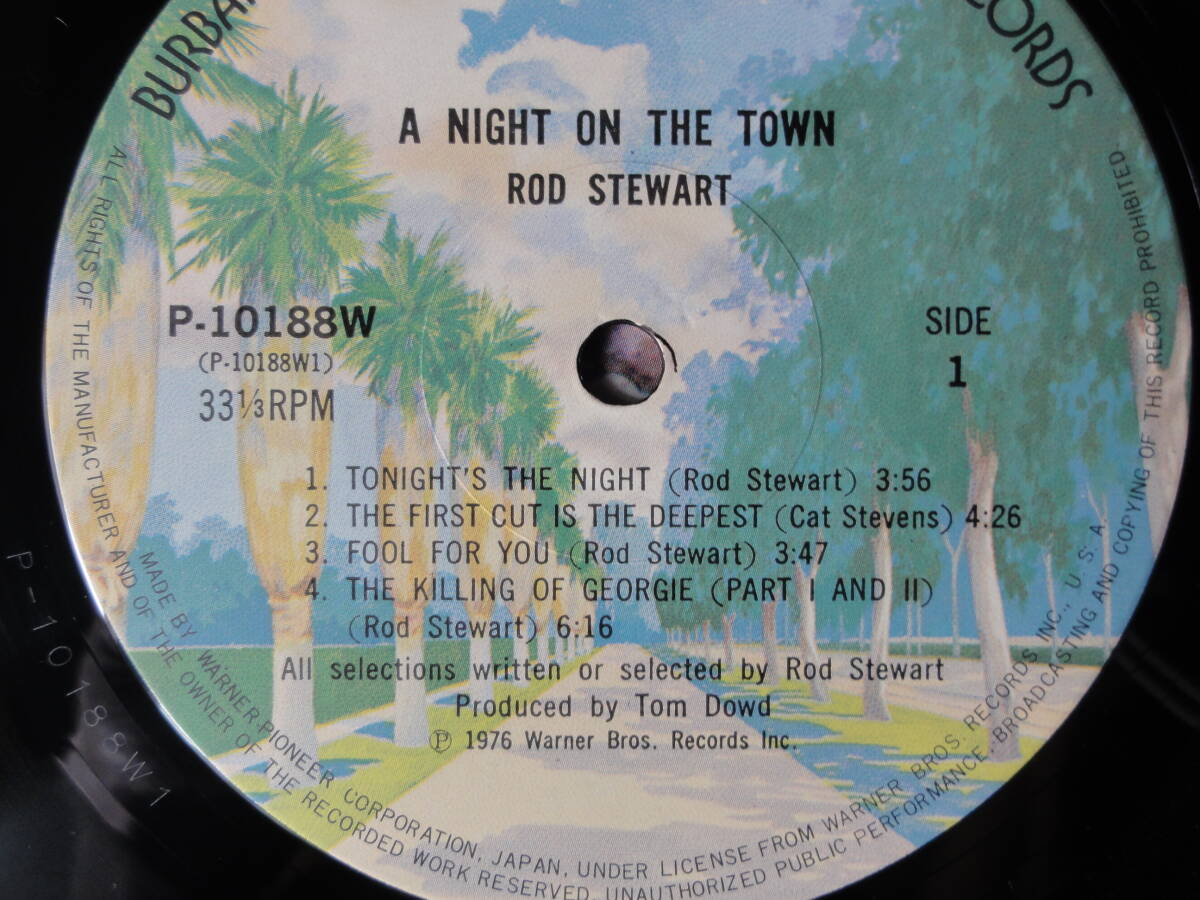 BURBA
CORDS
A NIGHT ON THE TOWN
ROD STEWART
P-10188W
(P-10188W1)
33⅓RPM
SIDE
1
1. TONIGHT'S THE NIGHT (Rod Stewart) 3:56
2. THE FIRST CUT IS THE DEEPEST (Cat Stevens) 4:26
3. FOOL FOR YOU (Rod Stewart) 3:47
4. THE KILLING OF GEORGIE (PART I AND II)
(Rod Stewart) 6:16
All selections written or selected by Rod Stewart
Produced by Tom Dowd
Ⓟ 1976 Warner Bros. Records Inc.
MADE BY WARNER-PIONEER CORPORATION, JAPAN, UNDER LICENSE FROM WARNER BROS. RECORDS INC., U.S.A.
ALL RIGHTS OF THE MANUFACTURER AND OF THE OWNER OF THE RECORDED WORK RESERVED. UNAUTHORIZED PUBLIC PERFORMANCE, BROADCASTING AND COPYING OF THIS RECORD PROHIBITED.
P-10188W1